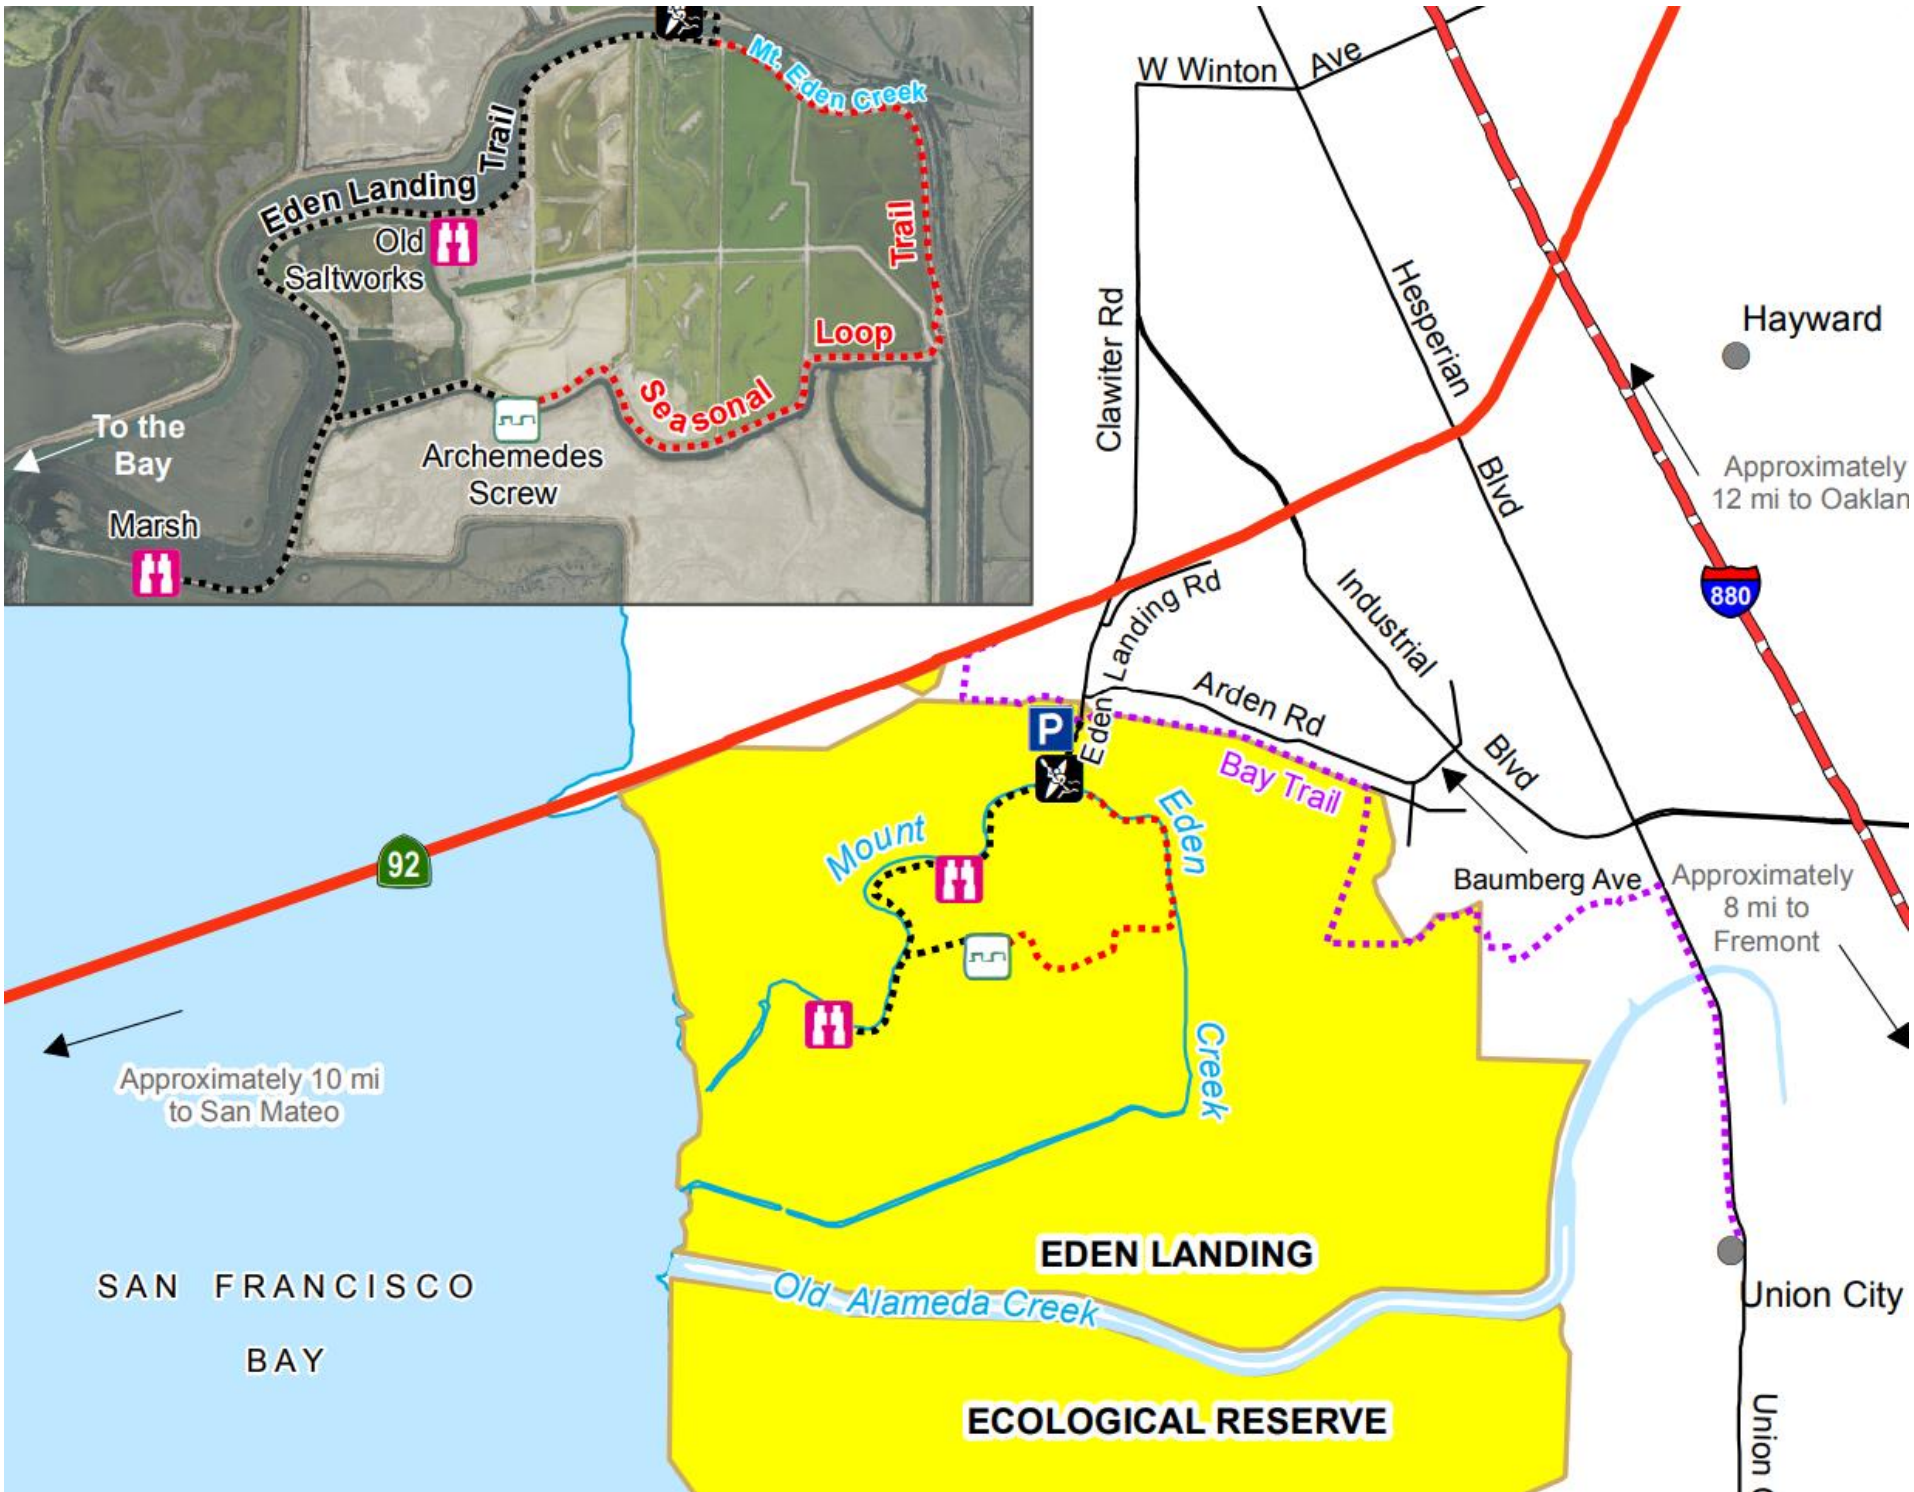 Mt. Eden Creek
Eden Landing Trail
Old
Saltworks
Trail
Loop
Seasonal
To the
Bay
Archemedes
Screw
Marsh
W Winton Ave
Clawiter Rd
Hesperian
Blvd
Hayward
Approximately
12 mi to Oaklan
880
Industrial
Blvd
Eden Landing Rd
Arden Rd
P
Bay Trail
Baumberg Ave
Approximately
8 mi to
Fremont
92
Mount
Eden
Creek
Approximately 10 mi
to San Mateo
SAN FRANCISCO
BAY
EDEN LANDING
Old Alameda Creek
ECOLOGICAL RESERVE
Union City
Union